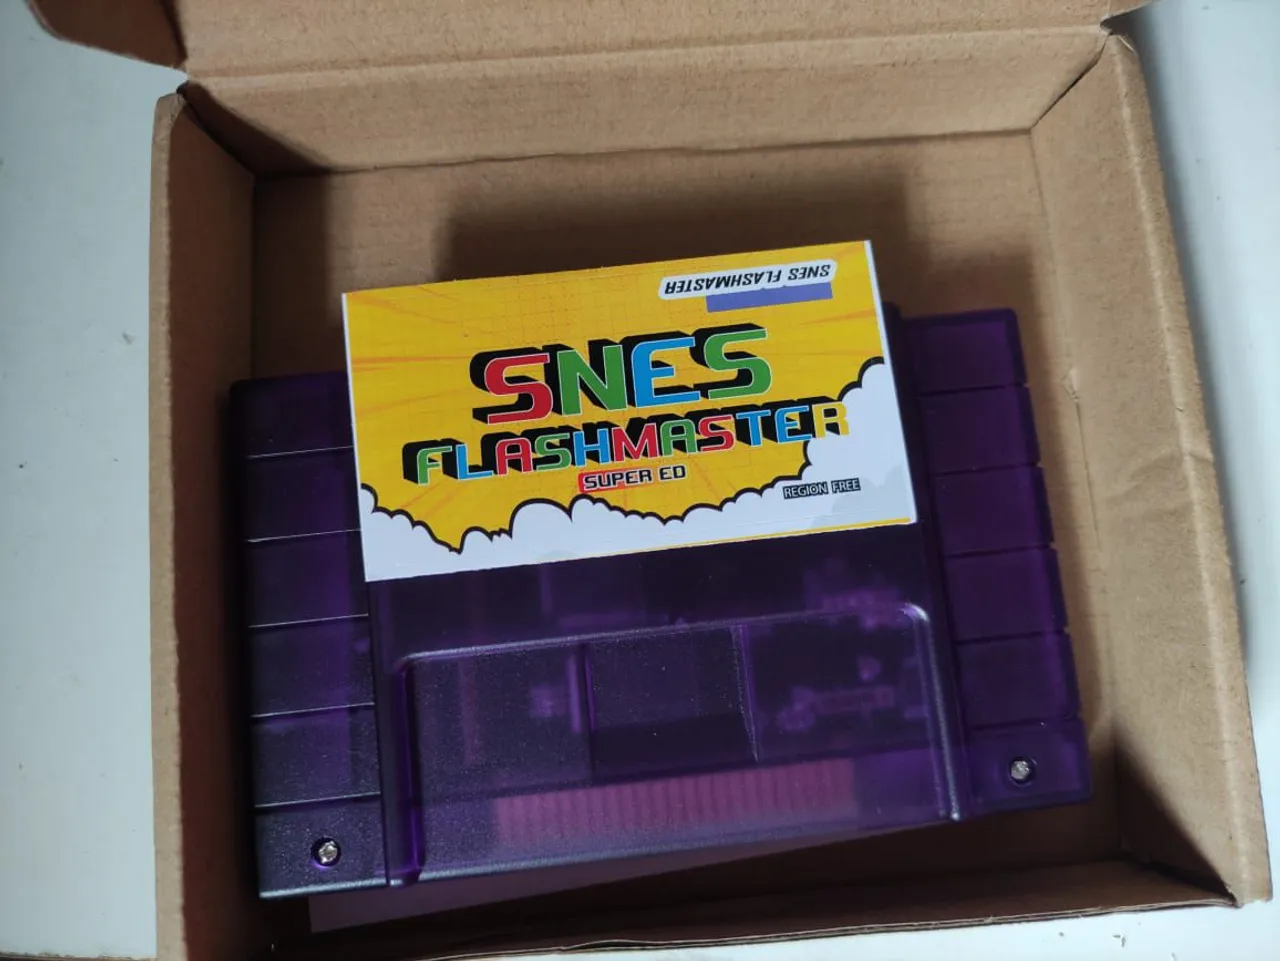 SNES FLASHMASTER
SNES
FLASHMASTER
SUPER ED
REGION FREE